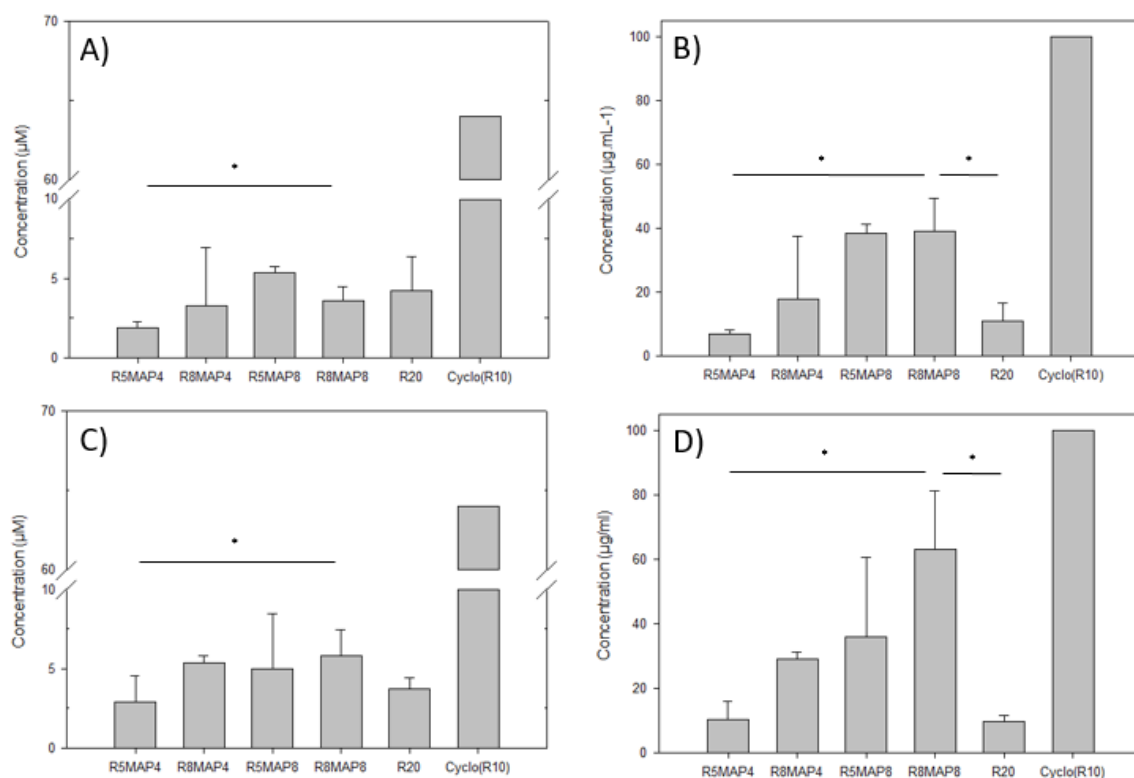 A)
Concentration (µM)
70
60
10
5
0
*
R5MAP4 R8MAP4 R5MAP8 R8MAP8 R20 Cyclo(R10)
B)
Concentration (µg.mL-1)
100
80
60
40
20
0
* *
R5MAP4 R8MAP4 R5MAP8 R8MAP8 R20 Cyclo(R10)
C)
Concentration (µM)
70
60
10
5
0
*
R5MAP4 R8MAP4 R5MAP8 R8MAP8 R20 Cyclo(R10)
D)
Concentration (µg/ml)
100
80
60
40
20
0
* *
R5MAP4 R8MAP4 R5MAP8 R8MAP8 R20 Cyclo(R10)